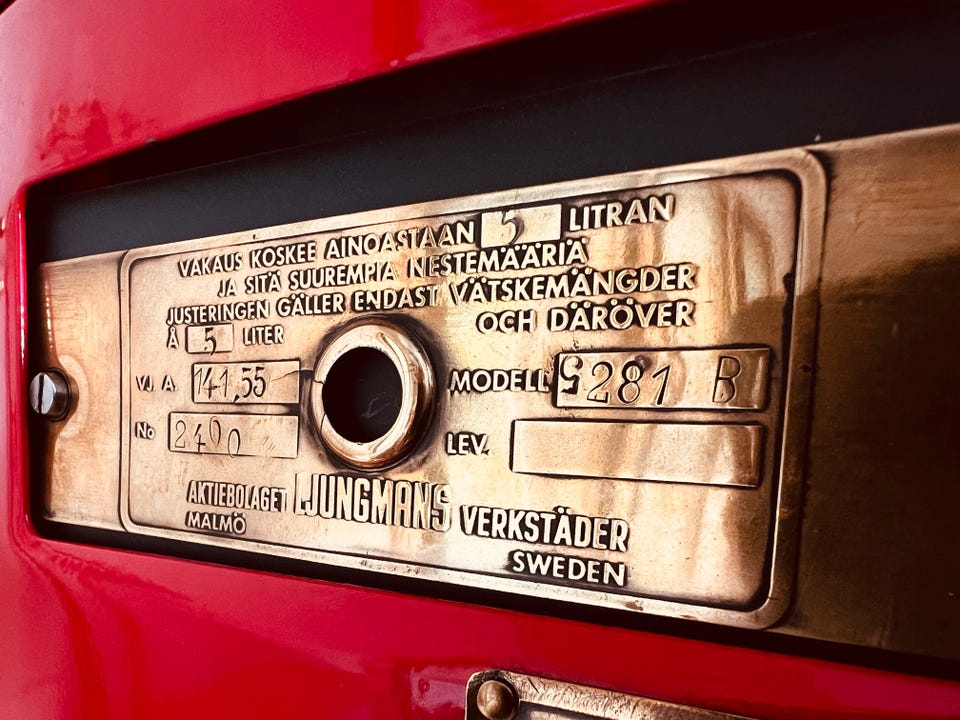 VAKAUS KOSKEE AINOASTAAN 5 LITRAN
JA SITÄ SUUREMPIA NESTEMÄÄRIÄ
JUSTERINGEN GÄLLER ENDAST VÄTSKEMÄNGDER
Å 5 LITER OCH DÄRÖVER
VJ. A 141,55 MODELL S281 B
No 2400 LEV.
AKTIEBOLAGET LJUNGMANS VERKSTÄDER
MALMÖ SWEDEN